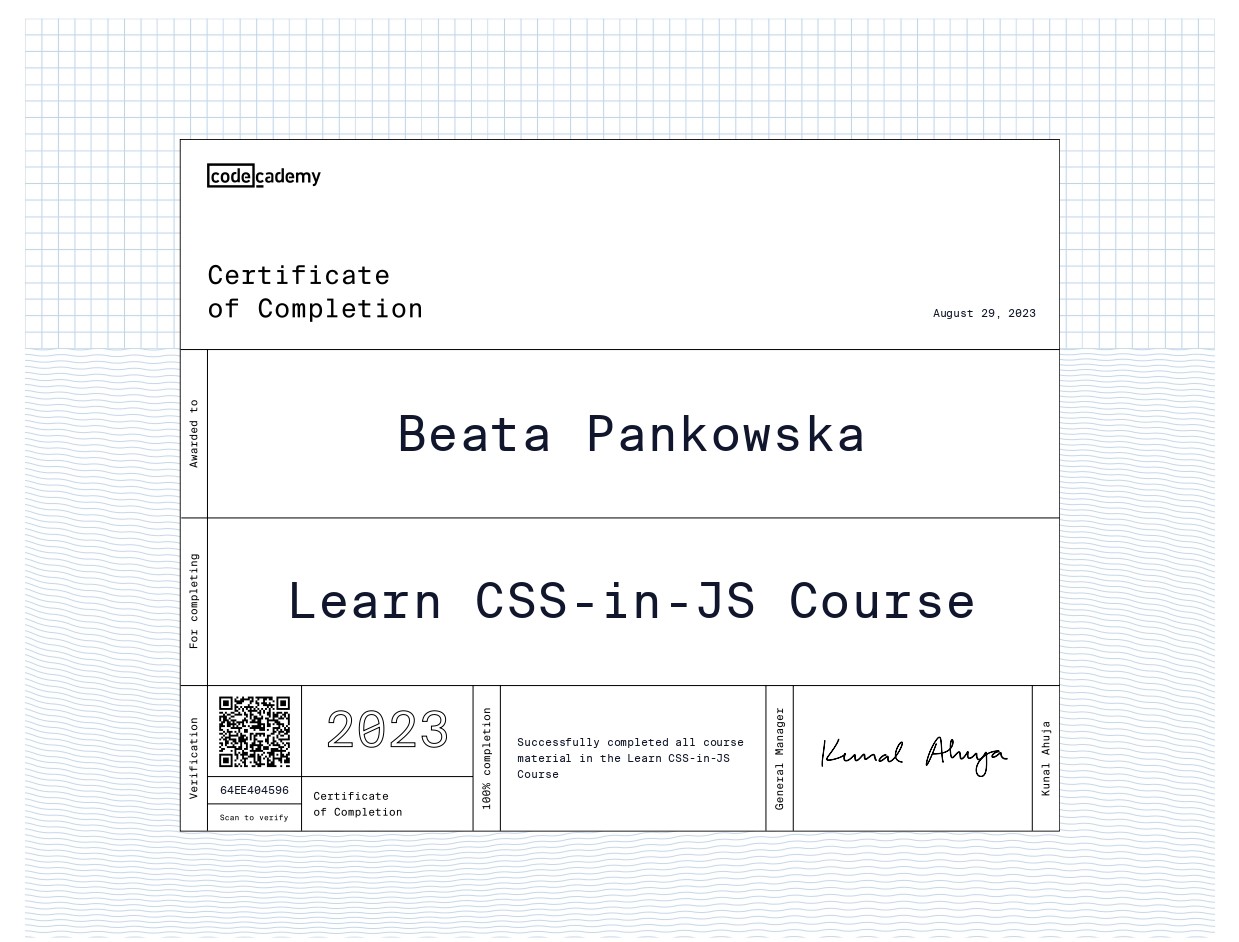 codecademy
Certificate
of Completion
August 29, 2023
Awarded to
Beata Pankowska
For completing
Learn CSS-in-JS Course
Verification
64EE404596
Scan to verify
2023
Certificate
of Completion
100% completion
Successfully completed all course
material in the Learn CSS-in-JS
Course
General Manager
Kunal Ahuja
Kunal Ahuja